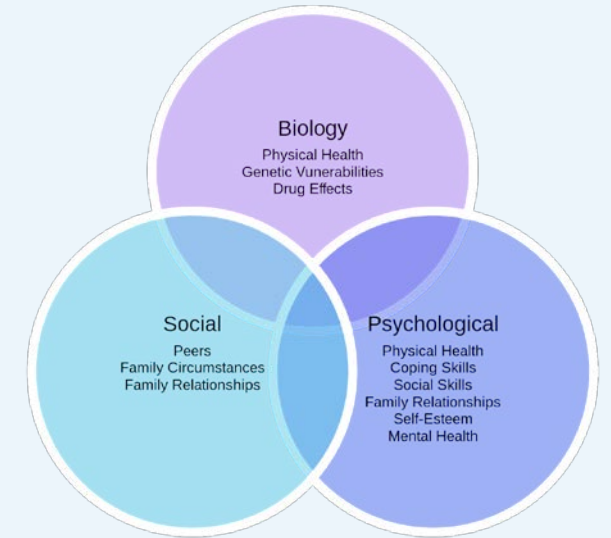 Biology
Physical Health
Genetic Vunerabilities
Drug Effects
Social
Peers
Family Circumstances
Family Relationships
Psychological
Physical Health
Coping Skills
Social Skills
Family Relationships
Self-Esteem
Mental Health